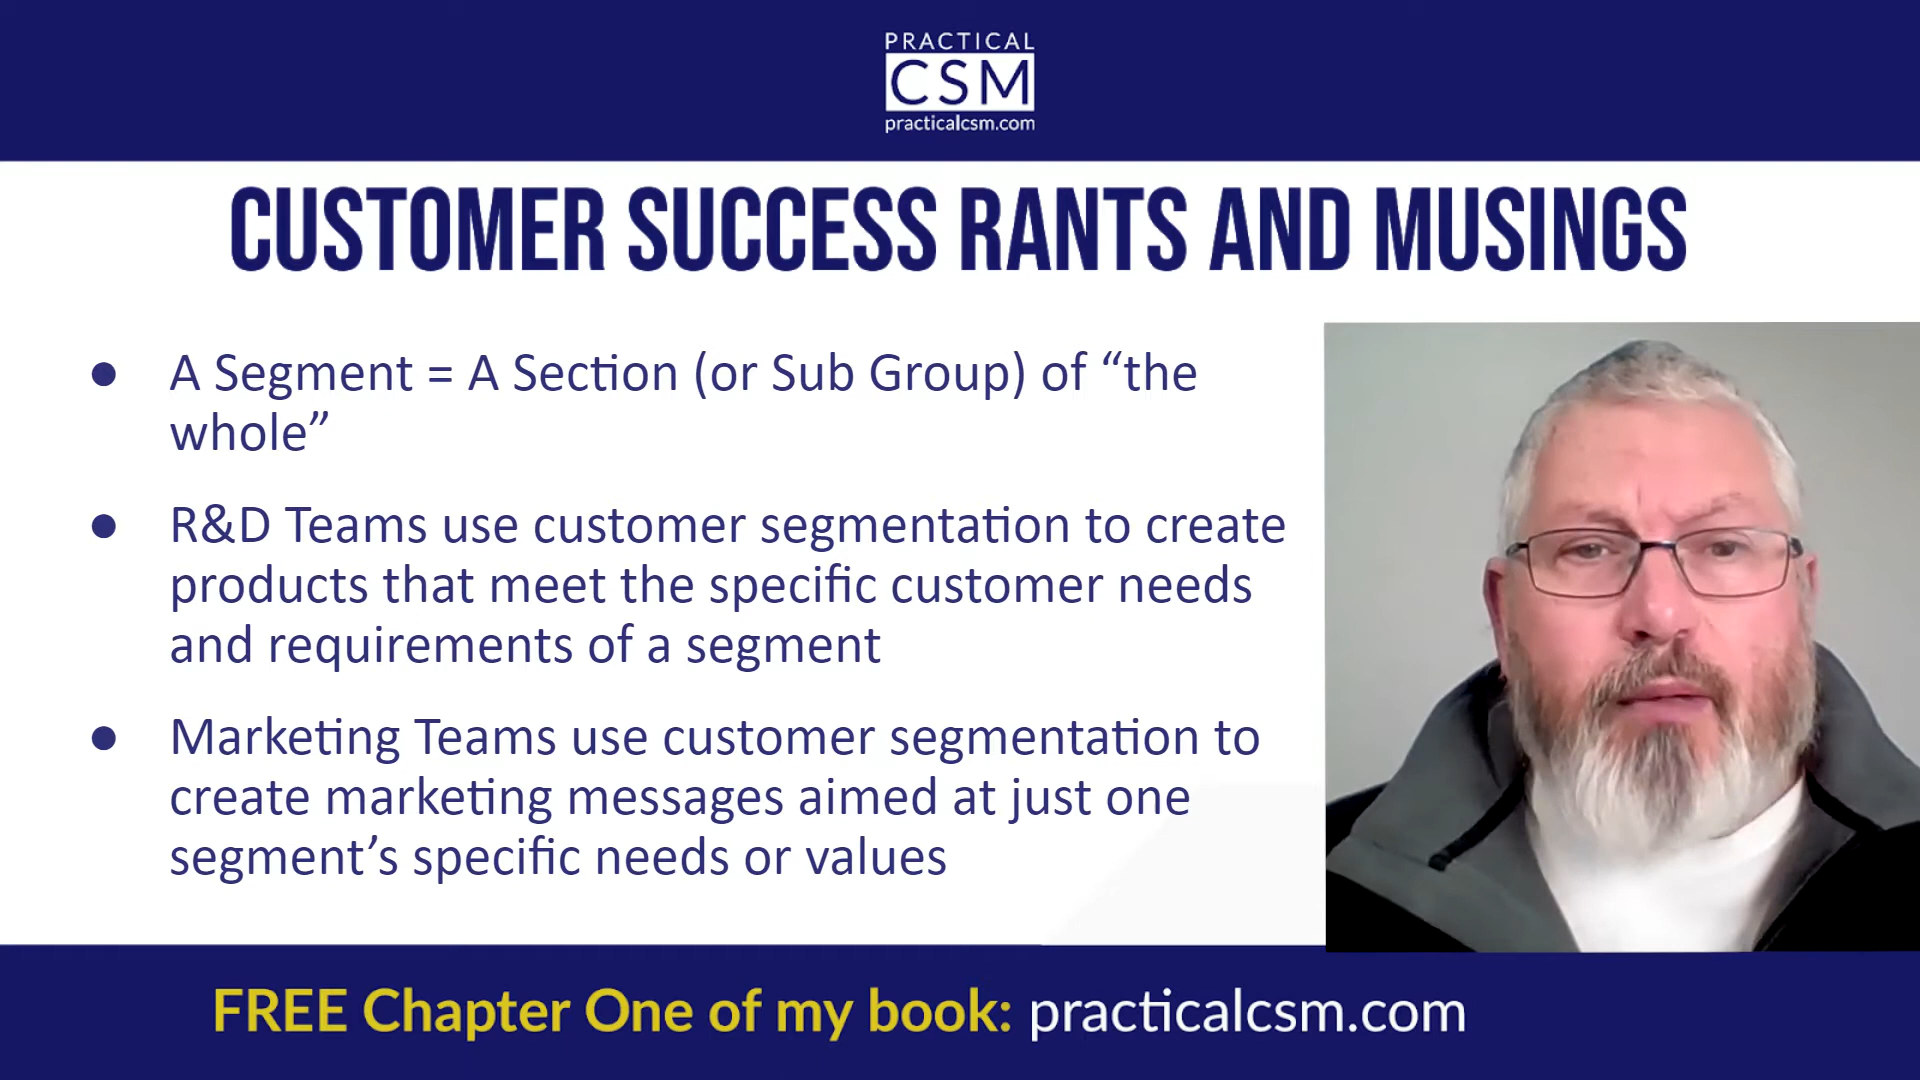 PRACTICAL
CSM
practicalcsm.com
CUSTOMER SUCCESS RANTS AND MUSINGS
● A Segment = A Section (or Sub Group) of “the
whole”
● R&D Teams use customer segmentation to create
products that meet the specific customer needs
and requirements of a segment
● Marketing Teams use customer segmentation to
create marketing messages aimed at just one
segment’s specific needs or values
FREE Chapter One of my book: practicalcsm.com